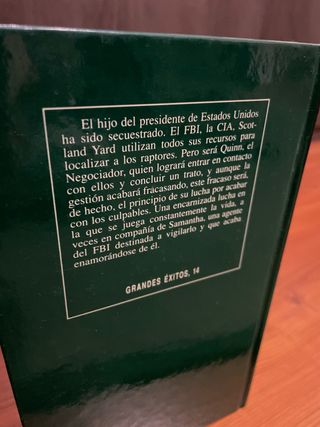 El hijo del presidente de Estados Unidos
ha sido secuestrado. El FBI, la CIA, Scot-
land Yard utilizan todos sus recursos para
localizar a los raptores. Pero será Quinn, el
Negociador, quien logrará entrar en contacto
con ellos y concluir un trato, y aunque la
gestión acabará fracasando, este fracaso será,
de hecho, el principio de su lucha por acabar
con los culpables. Una encarnizada lucha en
la que se juega constantemente la vida, a
veces en compañía de Samantha, una agente
del FBI destinada a vigilarlo y que acaba
enamorándose de él.
GRANDES ÉXITOS, 14